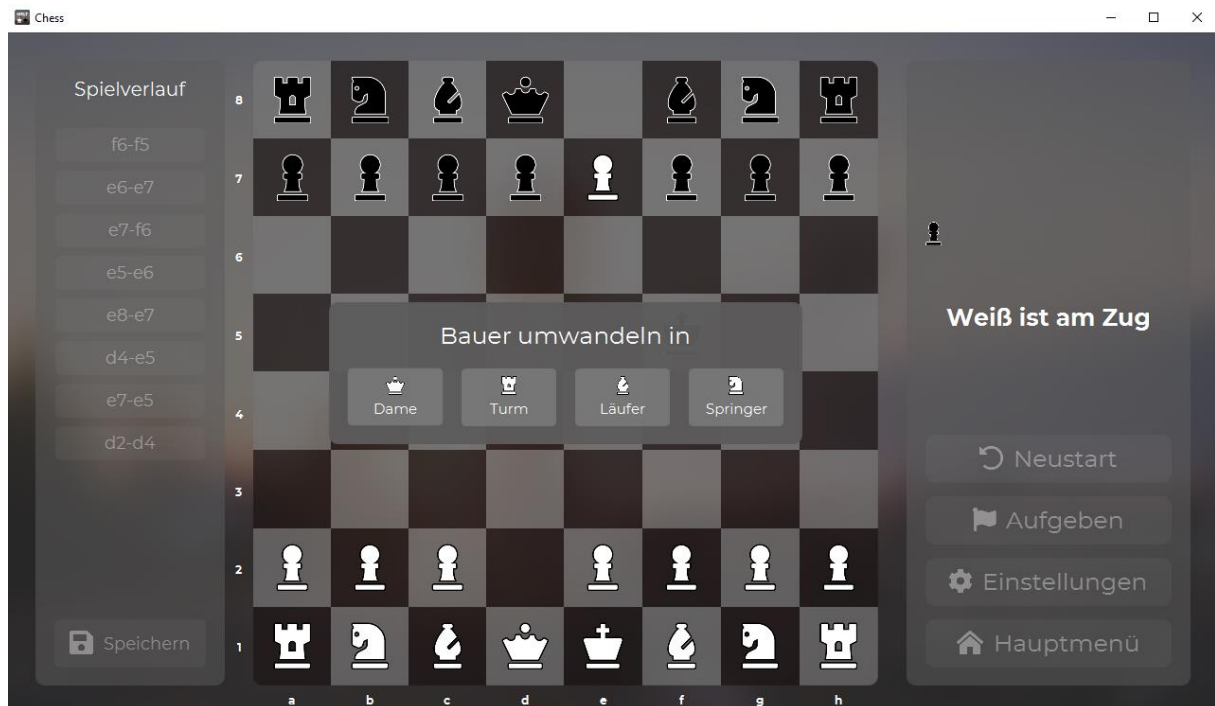 Chess
Spielverlauf
f6-f5
e6-e7
e7-f6
e5-e6
e8-e7
d4-e5
e7-e5
d2-d4
Speichern
8
7
6
5
4
3
2
1
a b c d e f g h
Bauer umwandeln in
Dame Turm Läufer Springer
Weiß ist am Zug
Neustart
Aufgeben
Einstellungen
Hauptmenü